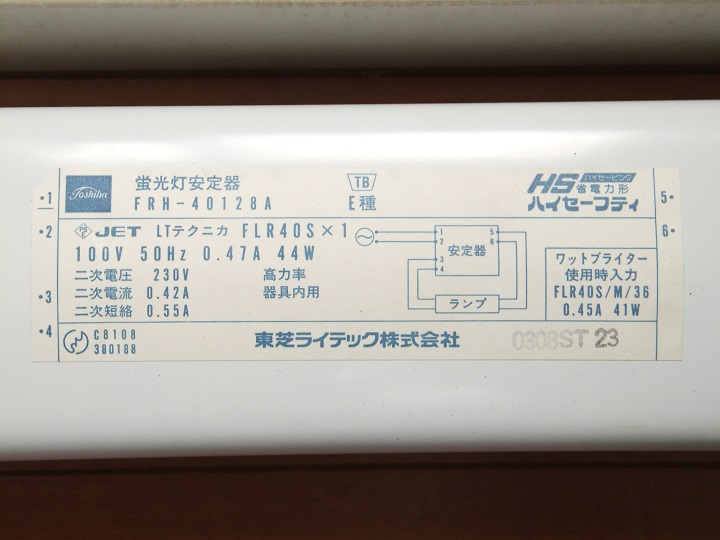 Toshiba
蛍光灯安定器
FRH-40128A
TB
E種
HS ハイセービング
省電力形
ハイセーフティ
JET LTテクニカ FLR40S×1
100V 50Hz 0.47A 44W
二次電圧 230V
二次電流 0.42A
二次短絡 0.55A
高力率
器具内用
1
2
3
4
5
6
安定器
ランプ
ワットブライター
使用時入力
FLR40S/M/36
0.45A 41W
•1
•2
•3
•4
5•
6•
C8108
380188
東芝ライテック株式会社
0308ST 23